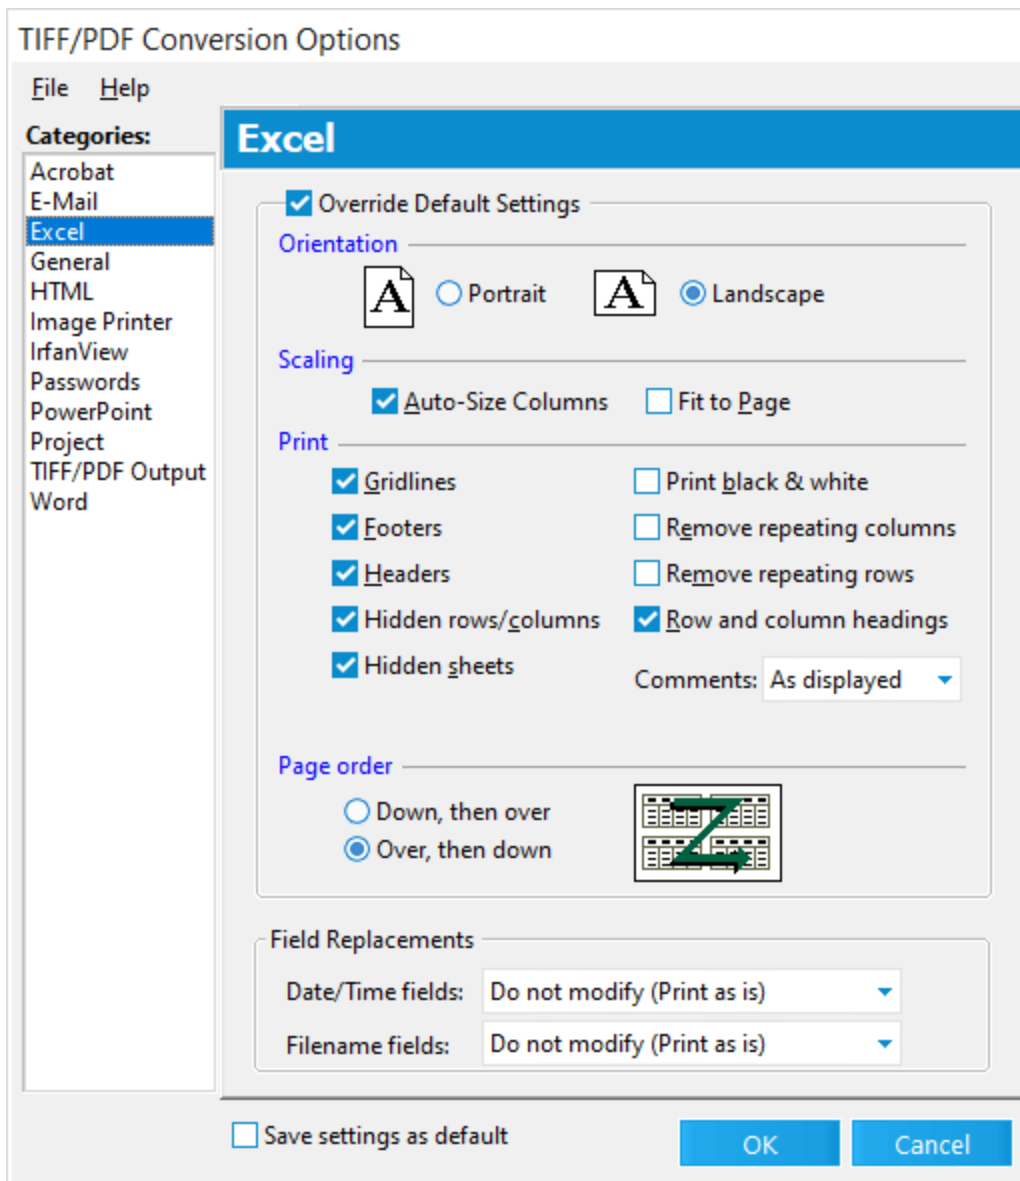 TIFF/PDF Conversion Options
File Help
Categories:
Acrobat
E-Mail
Excel
General
HTML
Image Printer
IrfanView
Passwords
PowerPoint
Project
TIFF/PDF Output
Word
Excel
Override Default Settings
Orientation
A Portrait A Landscape
Scaling
Auto-Size Columns Fit to Page
Print
Gridlines Print black & white
Footers Remove repeating columns
Headers Remove repeating rows
Hidden rows/columns Row and column headings
Hidden sheets
Comments: As displayed
Page order
Down, then over
Over, then down
Field Replacements
Date/Time fields: Do not modify (Print as is)
Filename fields: Do not modify (Print as is)
Save settings as default OK Cancel